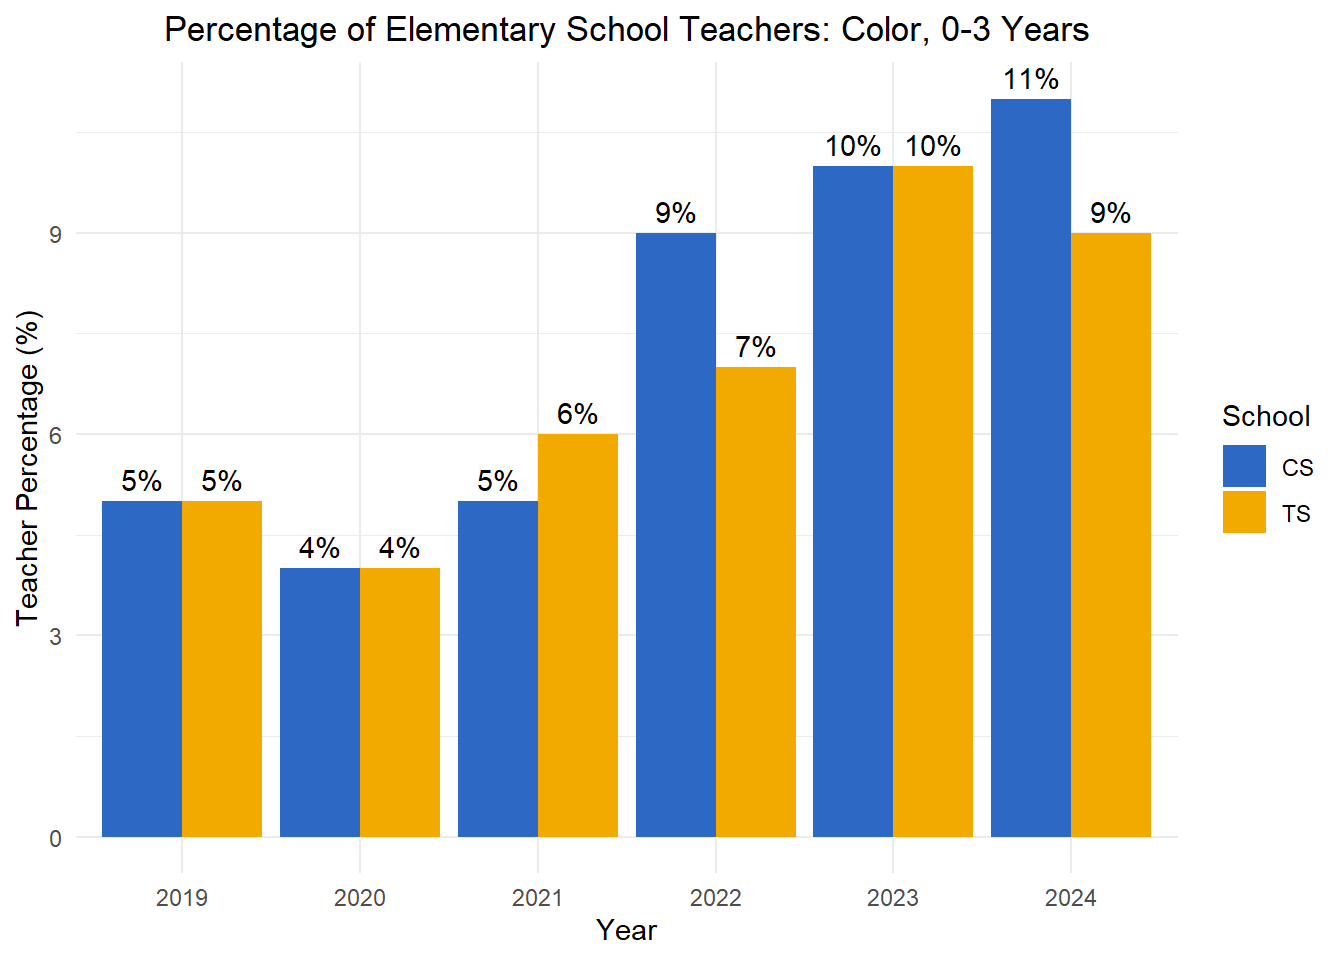 Percentage of Elementary School Teachers: Color, 0-3 Years
Teacher Percentage (%)
9
6
3
0
5% 5%
4% 4%
5% 6%
9% 7%
10% 10%
11% 9%
2019 2020 2021 2022 2023 2024
Year
School
CS
TS